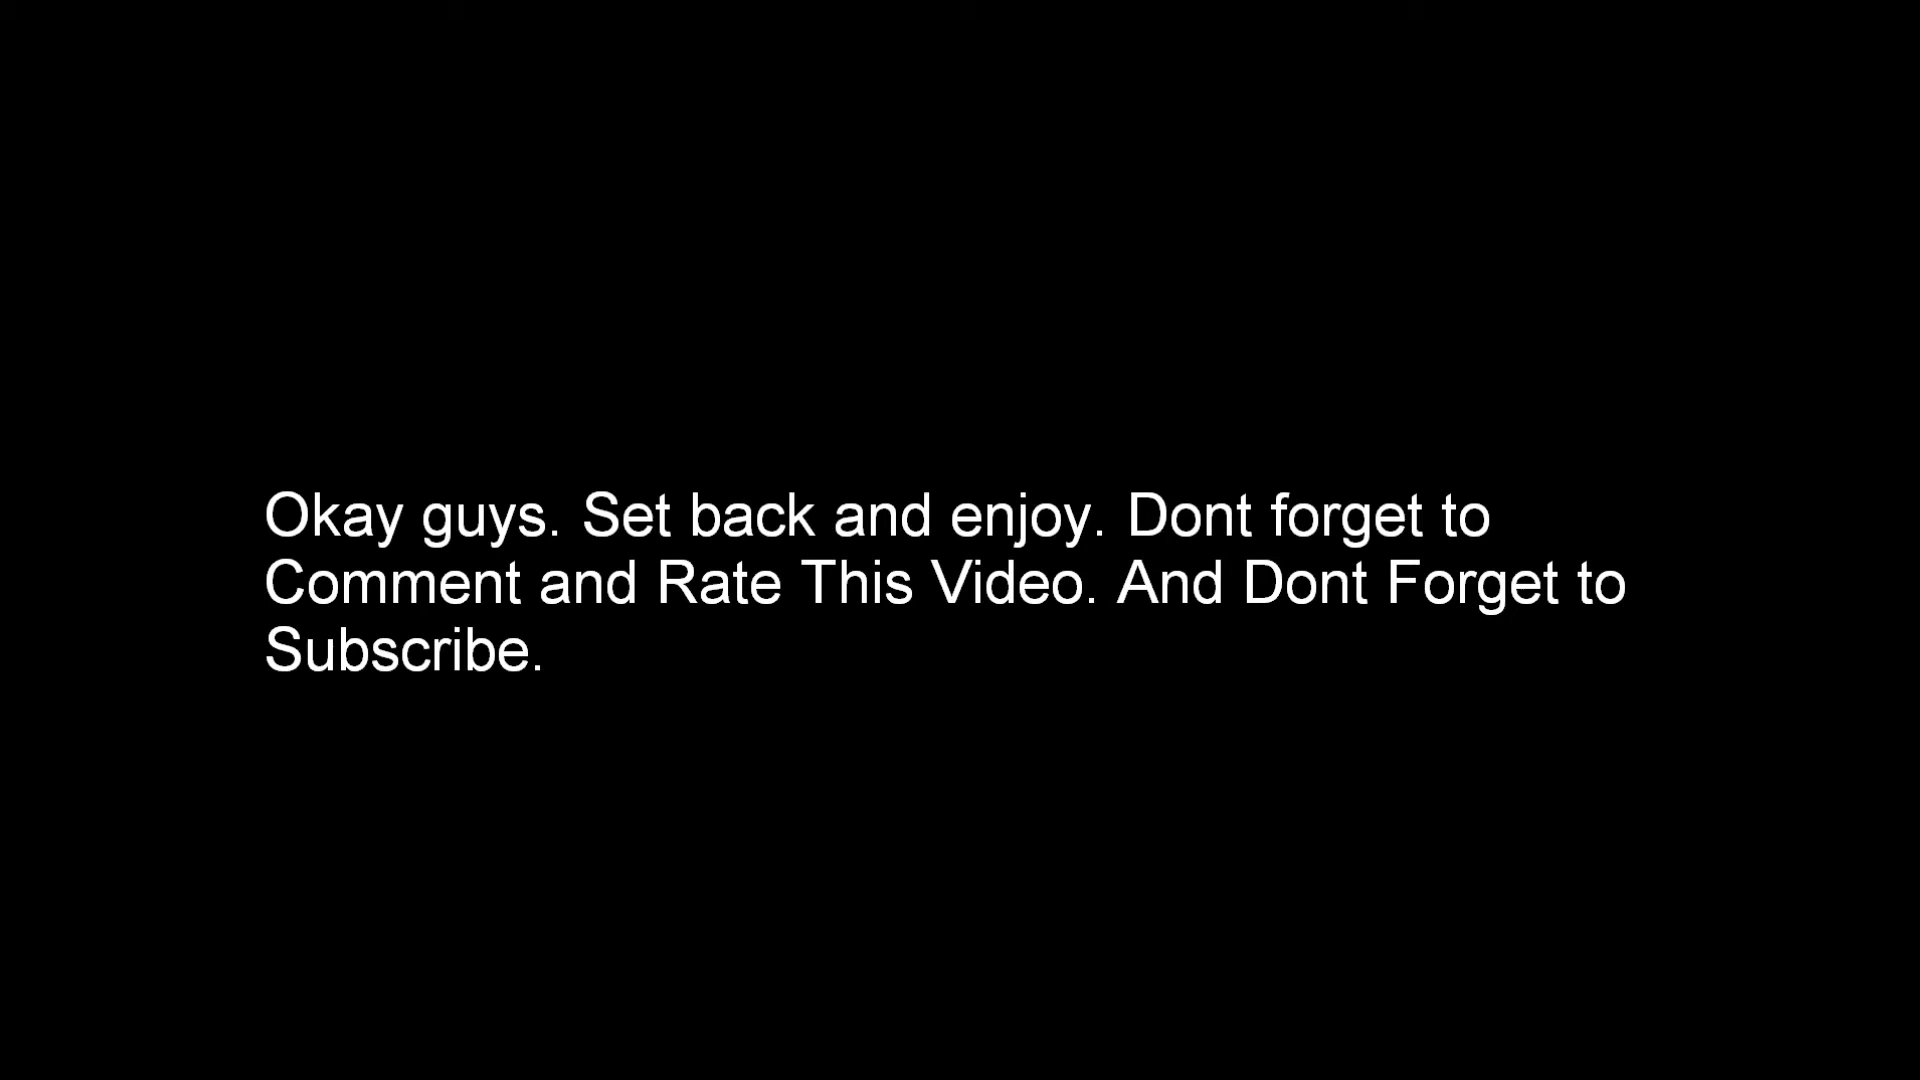 Okay guys. Set back and enjoy. Dont forget to
Comment and Rate This Video. And Dont Forget to
Subscribe.